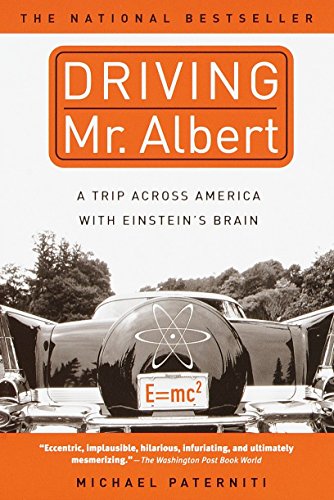 THE NATIONAL BESTSELLER
DRIVING
Mr. Albert
A TRIP ACROSS AMERICA
WITH EINSTEIN'S BRAIN
E=mc²
"Eccentric, implausible, hilarious, infuriating, and ultimately
mesmerizing."—The Washington Post Book World
MICHAEL PATERNITI